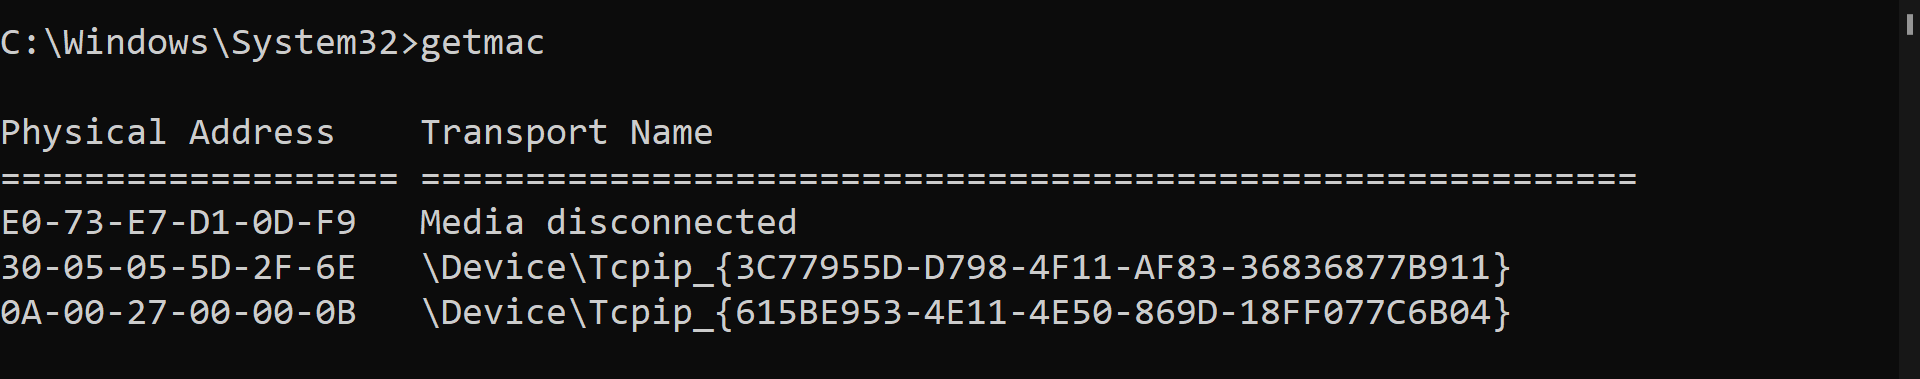 C:\Windows\System32>getmac
Physical Address    Transport Name
=================== ==========================================================
E0-73-E7-D1-0D-F9   Media disconnected
30-05-05-5D-2F-6E   \Device\Tcpip_{3C77955D-D798-4F11-AF83-36836877B911}
0A-00-27-00-00-0B   \Device\Tcpip_{615BE953-4E11-4E50-869D-18FF077C6B04}